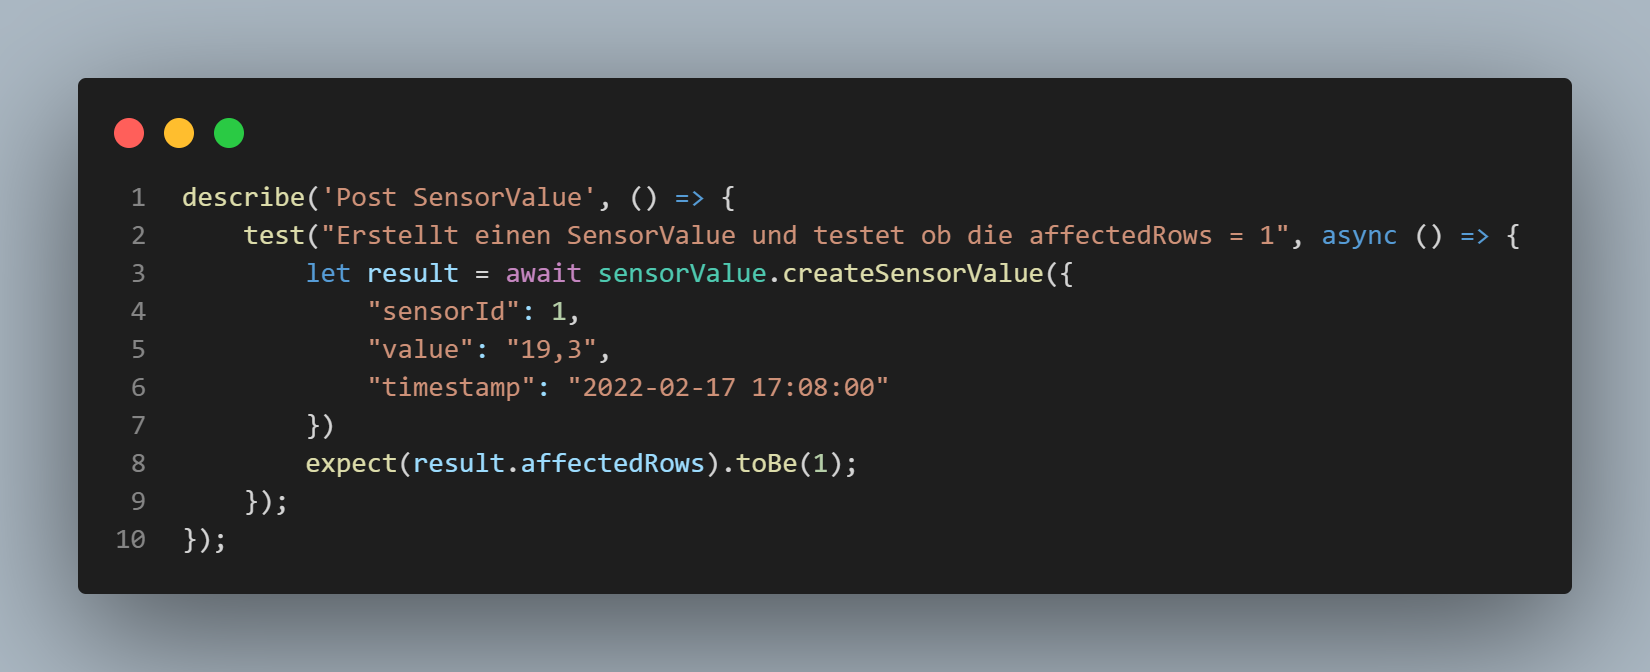 1 describe('Post SensorValue', () => {
2 test("Erstellt einen SensorValue und testet ob die affectedRows = 1", async () => {
3 let result = await sensorValue.createSensorValue({
4 "sensorId": 1,
5 "value": "19,3",
6 "timestamp": "2022-02-17 17:08:00"
7 })
8 expect(result.affectedRows).toBe(1);
9 });
10 });